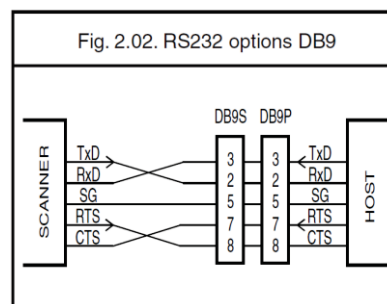 Fig. 2.02. RS232 options DB9
DB9S DB9P
SCANNER
TxD 3 3 TxD
RxD 2 2 RxD
SG 5 5 SG
RTS 7 7 RTS
CTS 8 8 CTS
HOST